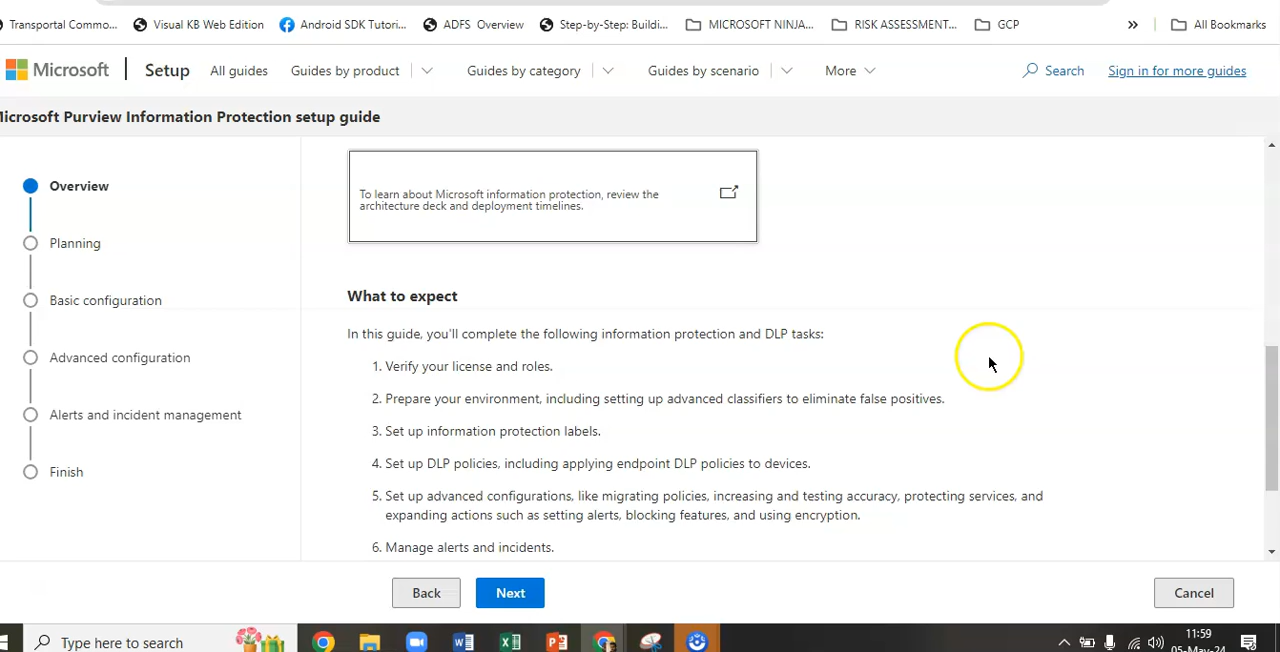 Transportal Commo...
Visual KB Web Edition
Android SDK Tutori...
ADFS Overview
Step-by-Step: Buildi...
MICROSOFT NINJA...
RISK ASSESSMENT...
GCP
»
All Bookmarks
Microsoft
Setup
All guides
Guides by product
Guides by category
Guides by scenario
More
Search
Sign in for more guides
Microsoft Purview Information Protection setup guide
Overview
Planning
Basic configuration
Advanced configuration
Alerts and incident management
Finish
To learn about Microsoft information protection, review the
architecture deck and deployment timelines.
What to expect
In this guide, you'll complete the following information protection and DLP tasks:
1. Verify your license and roles.
2. Prepare your environment, including setting up advanced classifiers to eliminate false positives.
3. Set up information protection labels.
4. Set up DLP policies, including applying endpoint DLP policies to devices.
5. Set up advanced configurations, like migrating policies, increasing and testing accuracy, protecting services, and
expanding actions such as setting alerts, blocking features, and using encryption.
6. Manage alerts and incidents.
Back
Next
Cancel
Type here to search
11:59
05-May-24